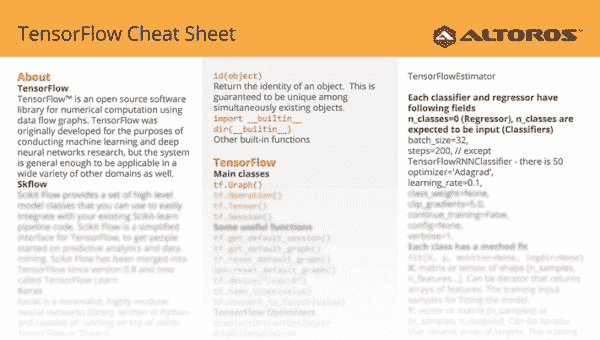 TensorFlow Cheat Sheet
ALTOROS
About
TensorFlow
TensorFlow™ is an open source software
library for numerical computation using
data flow graphs. TensorFlow was
originally developed for the purposes of
conducting machine learning and deep
neural networks research, but the system
is general enough to be applicable in a
wide variety of other domains as well.
Skflow
Scikit Flow provides a set of high level
model classes that you can use to easily
integrate with your existing Scikit-learn
pipeline code. Scikit Flow is a simplified
interface for TensorFlow, to get people
started on predictive analytics and data
mining. Scikit Flow has been merged into
TensorFlow since version 0.8 and now
called TensorFlow Learn.
Keras
Keras is a minimalist, highly modular
neural networks library, written in Python
and capable of running on top of either
TensorFlow or Theano.
id(object)
Return the identity of an object.  This is
guaranteed to be unique among
simultaneously existing objects.
import __builtin__
dir(__builtin__)
Other built-in functions
TensorFlow
Main classes
tf.Graph()
tf.Operation()
tf.Tensor()
tf.Session()
Some useful functions
tf.get_default_session()
tf.get_default_graph()
tf.reset_default_graph()
ops.reset_default_graph()
tf.device("/cpu:0")
tf.name_scope(value)
tf.convert_to_tensor(value)
TensorFlow Optimizers
GradientDescentOptimizer
TensorFlowEstimator
Each classifier and regressor have
following fields
n_classes=0 (Regressor), n_classes are
expected to be input (Classifiers)
batch_size=32,
steps=200, // except
TensorFlowRNNClassifier - there is 50
optimizer='Adagrad',
learning_rate=0.1,
class_weight=None,
clip_gradients=5.0,
continue_training=False,
config=None,
verbose=1,
Each class has a method fit
fit(X, y, monitor=None, logdir=None)
X: matrix or tensor of shape [n_samples,
n_features…]. Can be iterator that returns
arrays of features. The training input
samples for fitting the model.
Y: vector or matrix [n_samples] or
[n_samples, n_outputs]. Can be iterator
that returns array of targets. The training